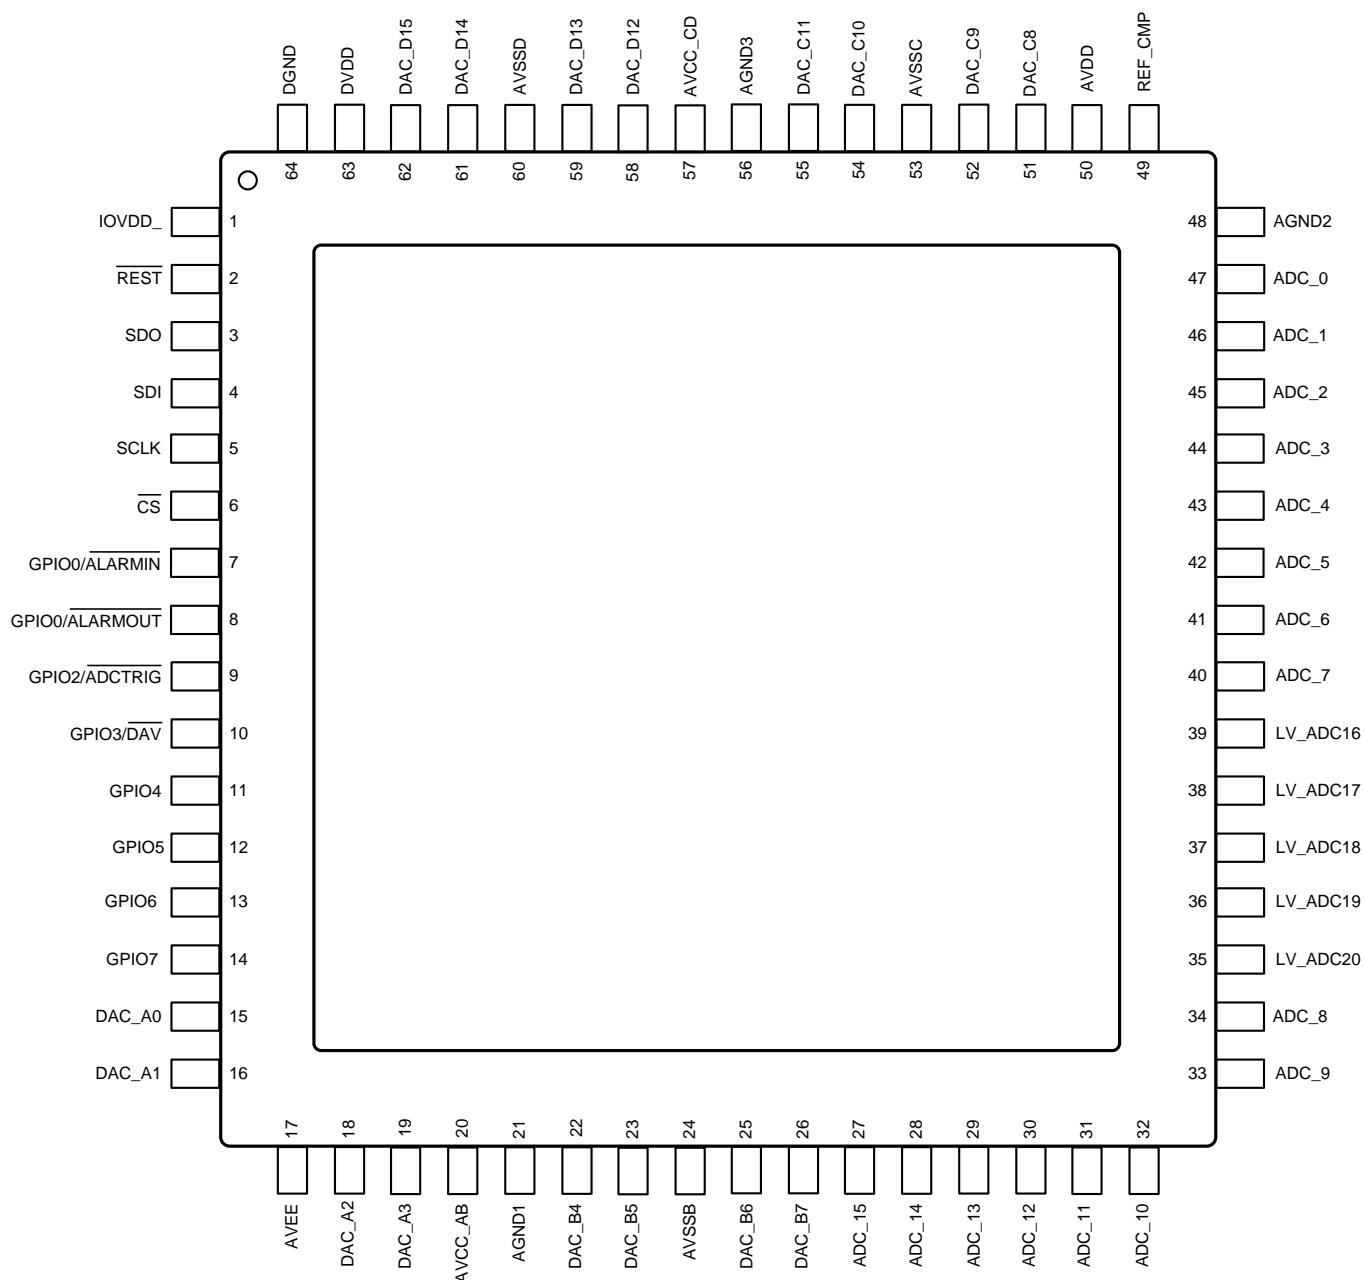 DGND
DVDD
DAC_D15
DAC_D14
AVSSD
DAC_D13
DAC_D12
AVCC_CD
AGND3
DAC_C11
DAC_C10
AVSSC
DAC_C9
DAC_C8
AVDD
REF_CMP
64
63
62
61
60
59
58
57
56
55
54
53
52
51
50
49
IOVDD_ 1
REST 2
SDO 3
SDI 4
SCLK 5
CS 6
GPIO0/ALARMIN 7
GPIO0/ALARMOUT 8
GPIO2/ADCTRIG 9
GPIO3/DAV 10
GPIO4 11
GPIO5 12
GPIO6 13
GPIO7 14
DAC_A0 15
DAC_A1 16
48 AGND2
47 ADC_0
46 ADC_1
45 ADC_2
44 ADC_3
43 ADC_4
42 ADC_5
41 ADC_6
40 ADC_7
39 LV_ADC16
38 LV_ADC17
37 LV_ADC18
36 LV_ADC19
35 LV_ADC20
34 ADC_8
33 ADC_9
17
18
19
20
21
22
23
24
25
26
27
28
29
30
31
32
AVEE
DAC_A2
DAC_A3
AVCC_AB
AGND1
DAC_B4
DAC_B5
AVSSB
DAC_B6
DAC_B7
ADC_15
ADC_14
ADC_13
ADC_12
ADC_11
ADC_10